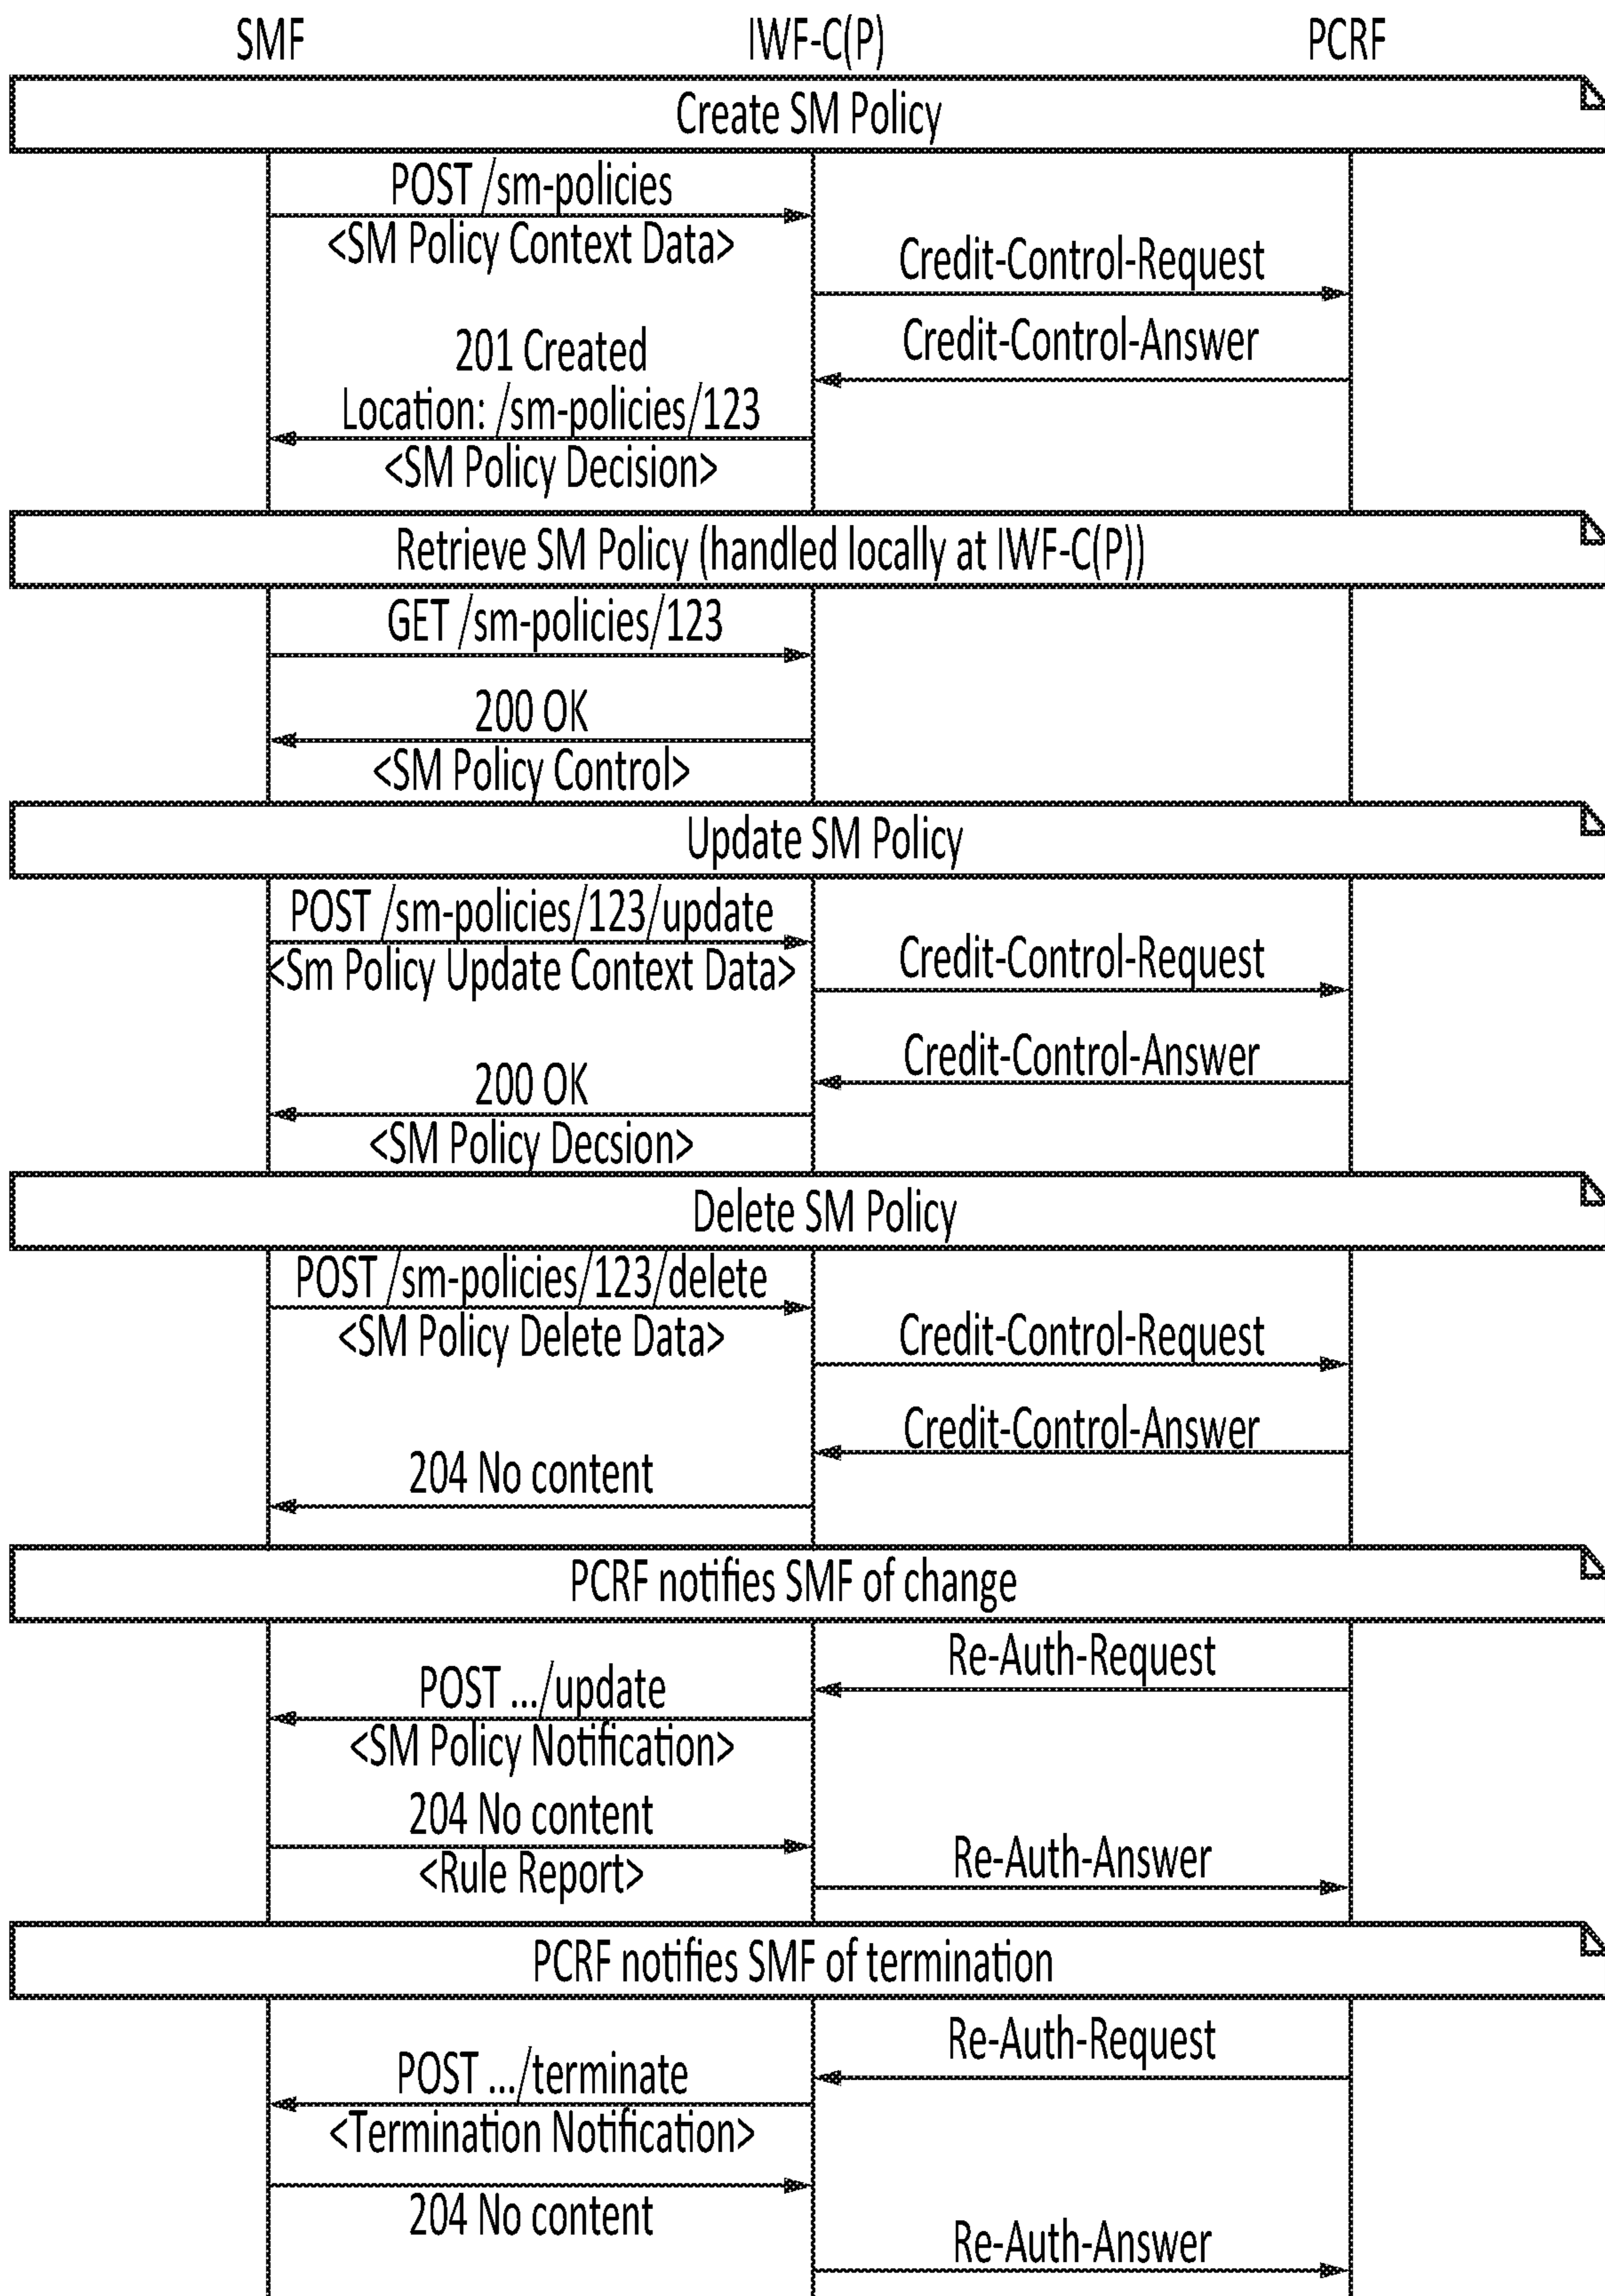 SMF IWF-C(P) PCRF
Create SM Policy
POST /sm-policies
<SM Policy Context Data>
Credit-Control-Request
Credit-Control-Answer
201 Created
Location: /sm-policies/123
<SM Policy Decision>
Retrieve SM Policy (handled locally at IWF-C(P))
GET /sm-policies/123
200 OK
<SM Policy Control>
Update SM Policy
POST /sm-policies/123/update
<Sm Policy Update Context Data>
Credit-Control-Request
Credit-Control-Answer
200 OK
<SM Policy Decsion>
Delete SM Policy
POST /sm-policies/123/delete
<SM Policy Delete Data>
Credit-Control-Request
Credit-Control-Answer
204 No content
PCRF notifies SMF of change
Re-Auth-Request
POST .../update
<SM Policy Notification>
204 No content
<Rule Report>
Re-Auth-Answer
PCRF notifies SMF of termination
Re-Auth-Request
POST .../terminate
<Termination Notification>
204 No content
Re-Auth-Answer